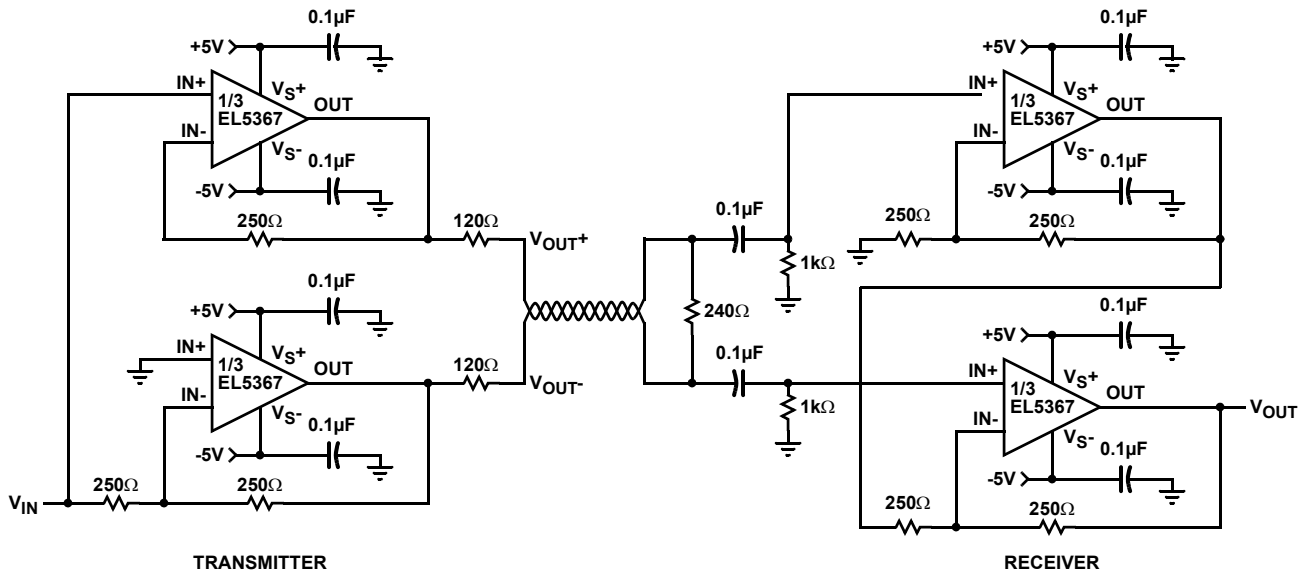 0.1µF
+5V
IN+
VS+
1/3
EL5367
OUT
IN-
VS-
0.1µF
-5V
250Ω
120Ω
VOUT+
0.1µF
+5V
IN+
VS+
1/3
EL5367
OUT
IN-
VS-
0.1µF
-5V
120Ω
VOUT-
VIN
250Ω
250Ω
TRANSMITTER
0.1µF
1kΩ
240Ω
0.1µF
1kΩ
0.1µF
+5V
IN+
VS+
1/3
EL5367
OUT
IN-
VS-
0.1µF
-5V
250Ω
250Ω
0.1µF
+5V
IN+
VS+
1/3
EL5367
OUT
VOUT
IN-
VS-
0.1µF
-5V
250Ω
250Ω
RECEIVER